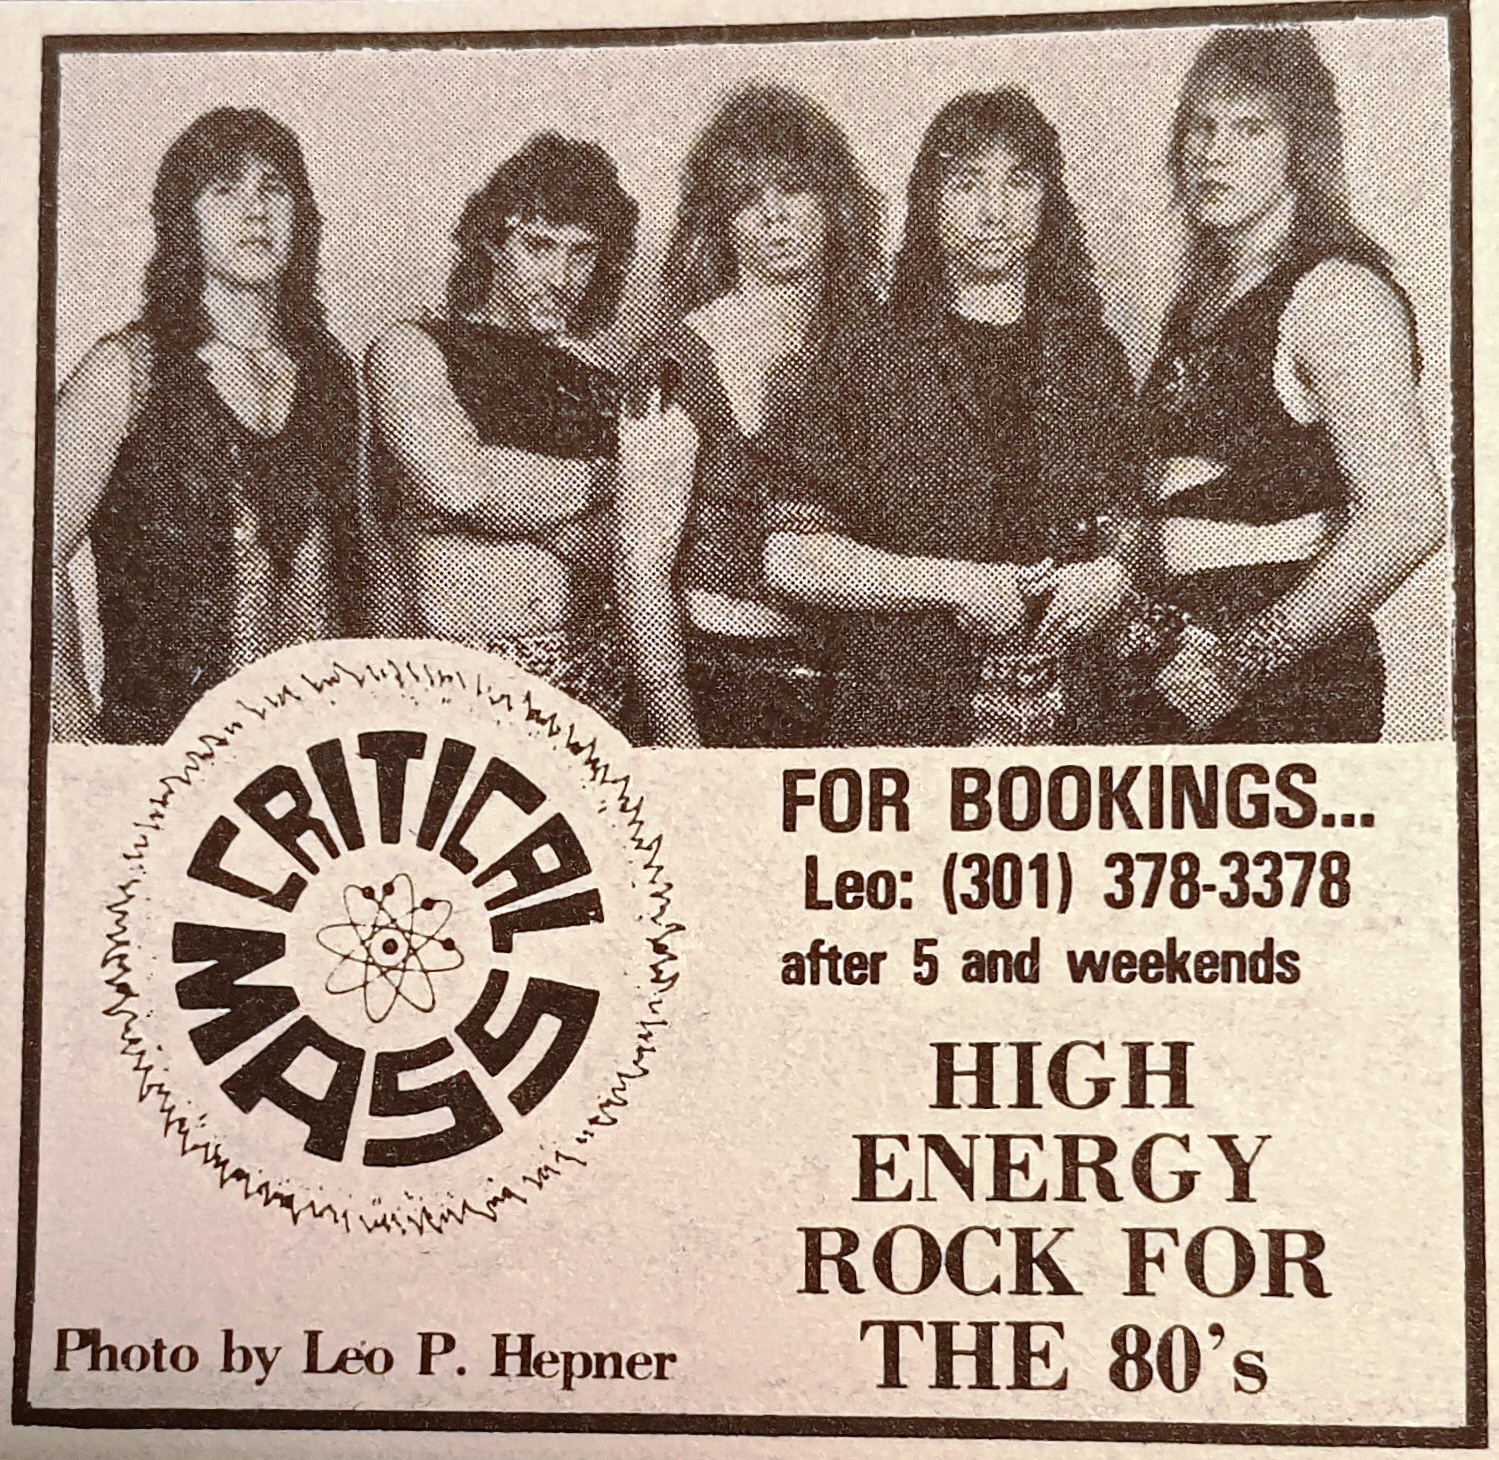 CRITICAL
MASS
FOR BOOKINGS...
Leo: (301) 378-3378
after 5 and weekends
HIGH
ENERGY
ROCK FOR
THE 80's
Photo by Leo P. Hepner